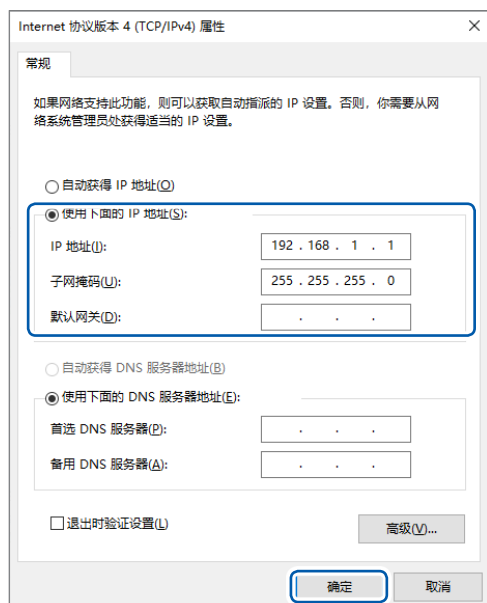 Internet 协议版本 4 (TCP/IPv4) 属性
常规
如果网络支持此功能，则可以获取自动指派的 IP 设置。否则，你需要从网
络系统管理员处获得适当的 IP 设置。
自动获得 IP 地址(O)
使用下面的 IP 地址(S):
IP 地址(I): 192 . 168 . 1 . 1
子网掩码(U): 255 . 255 . 255 . 0
默认网关(D): . . .
自动获得 DNS 服务器地址(B)
使用下面的 DNS 服务器地址(E):
首选 DNS 服务器(P): . . .
备用 DNS 服务器(A): . . .
退出时验证设置(L)
高级(V)...
确定 取消